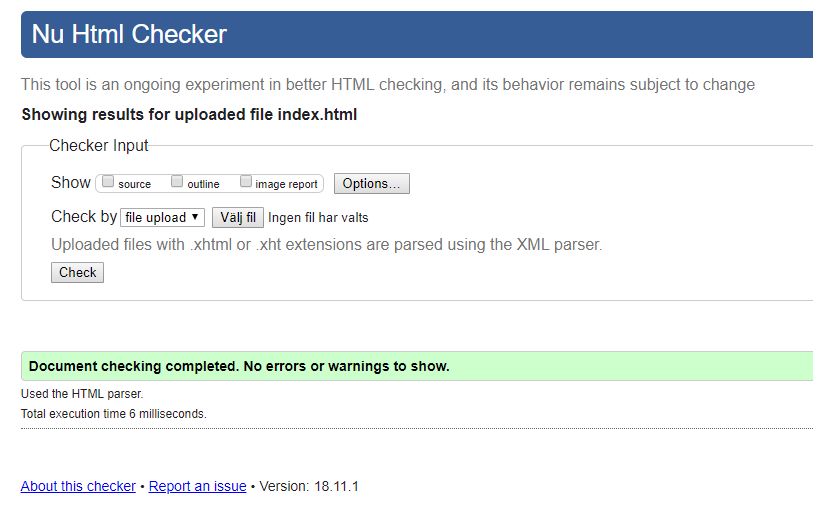 Nu Html Checker
This tool is an ongoing experiment in better HTML checking, and its behavior remains subject to change
Showing results for uploaded file index.html
Checker Input
Show source outline image report Options...
Check by file upload ▼ Välj fil Ingen fil har valts
Uploaded files with .xhtml or .xht extensions are parsed using the XML parser.
Check
Document checking completed. No errors or warnings to show.
Used the HTML parser.
Total execution time 6 milliseconds.
About this checker • Report an issue • Version: 18.11.1